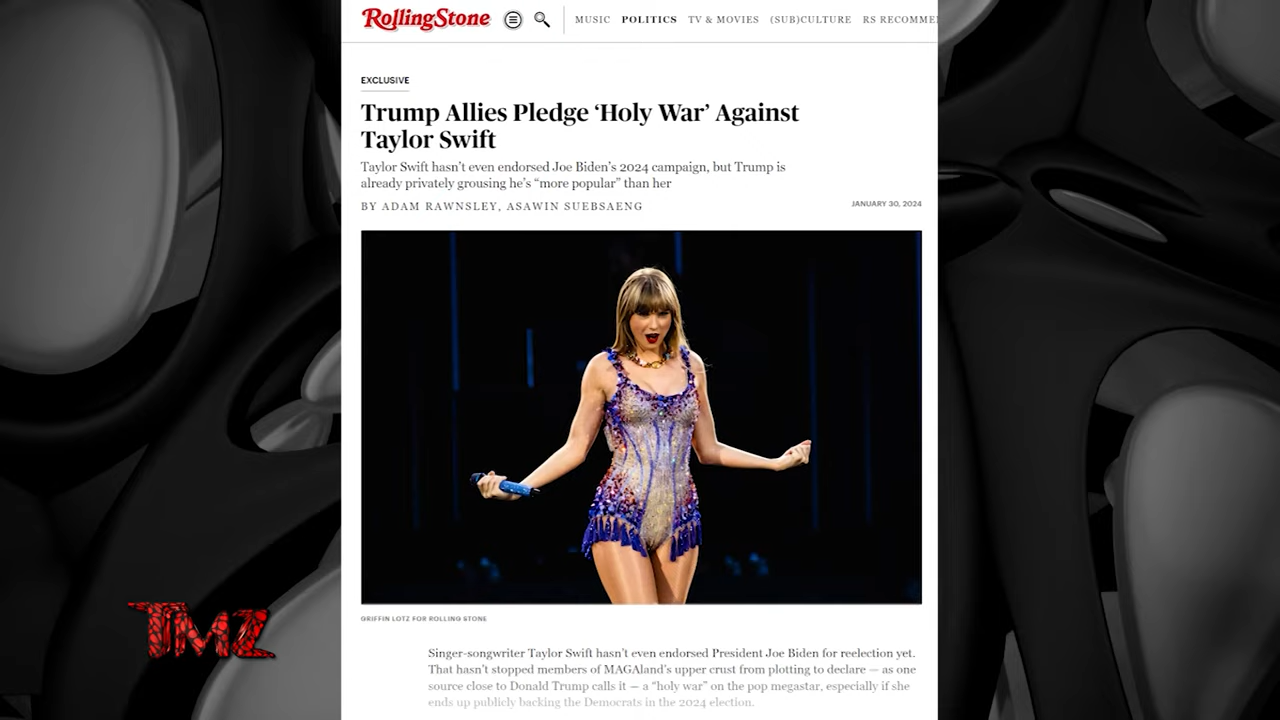 RollingStone
MUSIC POLITICS TV & MOVIES (SUB)CULTURE RS RECOMME
EXCLUSIVE
Trump Allies Pledge ‘Holy War’ Against
Taylor Swift
Taylor Swift hasn’t even endorsed Joe Biden’s 2024 campaign, but Trump is
already privately grousing he’s “more popular” than her
BY ADAM RAWNSLEY, ASAWIN SUEBSAENG
JANUARY 30, 2024
GRIFFIN LOTZ FOR ROLLING STONE
Singer-songwriter Taylor Swift hasn’t even endorsed President Joe Biden for reelection yet.
That hasn’t stopped members of MAGAland’s upper crust from plotting to declare — as one
source close to Donald Trump calls it — a “holy war” on the pop megastar, especially if she
ends up publicly backing the Democrats in the 2024 election.
TMZ